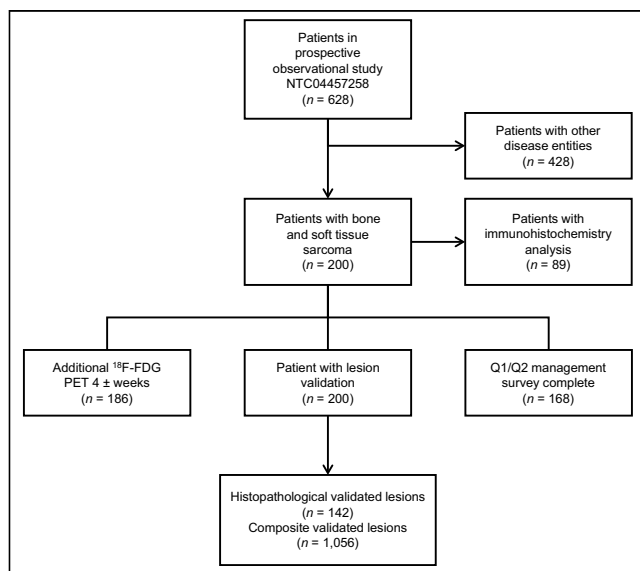 Patients in
prospective
observational study
NTC04457258
(n = 628)
Patients with other
disease entities
(n = 428)
Patients with bone
and soft tissue
sarcoma
(n = 200)
Patients with
immunohistochemistry
analysis
(n = 89)
Additional ¹⁸F-FDG
PET 4 ± weeks
(n = 186)
Patient with lesion
validation
(n = 200)
Q1/Q2 management
survey complete
(n = 168)
Histopathological validated lesions
(n = 142)
Composite validated lesions
(n = 1,056)